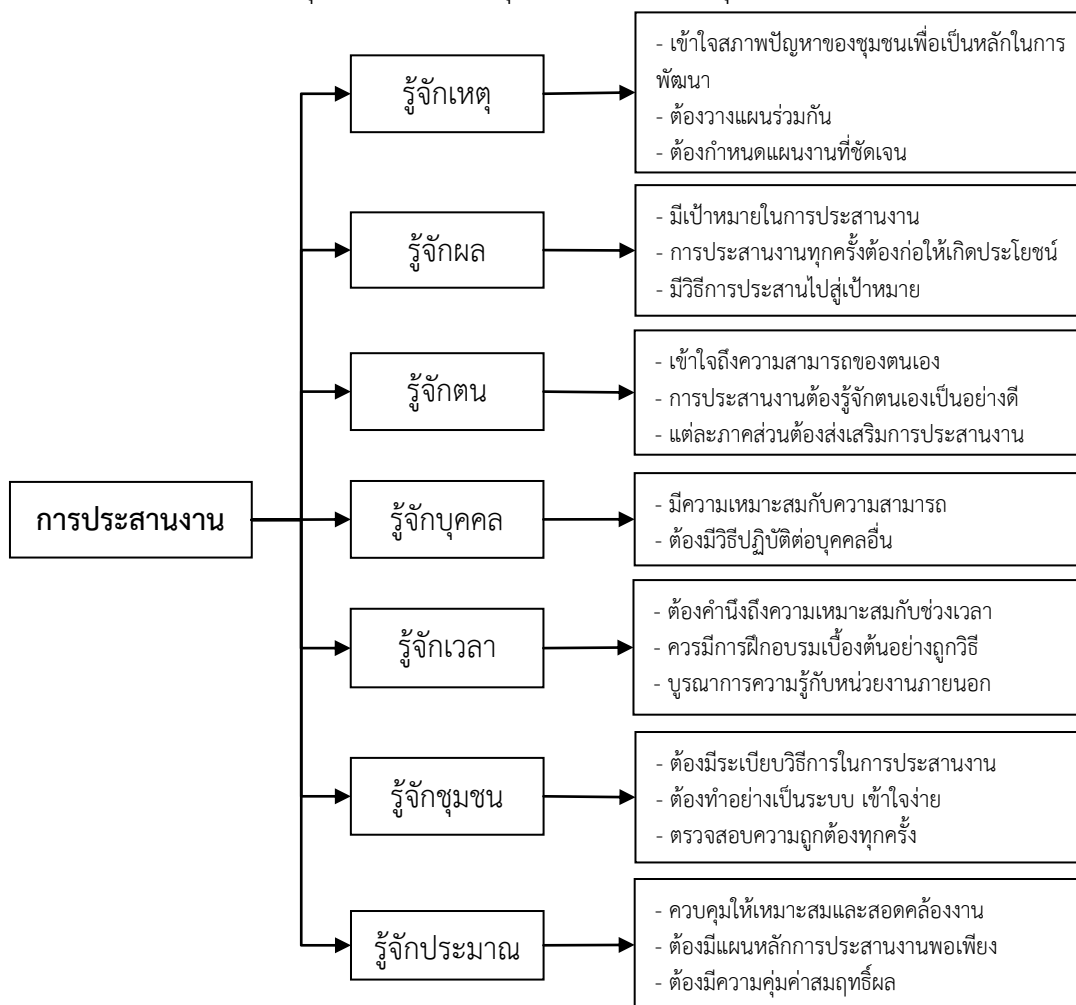 รู้จักเหตุ
- เข้าใจสภาพปัญหาของชุมชนเพื่อเป็นหลักในการ
พัฒนา
- ต้องวางแผนร่วมกัน
- ต้องกำหนดแผนงานที่ชัดเจน
รู้จักผล
- มีเป้าหมายในการประสานงาน
- การประสานงานทุกครั้งต้องก่อให้เกิดประโยชน์
- มีวิธีการประสานไปสู่เป้าหมาย
รู้จักตน
- เข้าใจถึงความสามารถของตนเอง
- การประสานงานต้องรู้จักตนเองเป็นอย่างดี
- แต่ละภาคส่วนต้องส่งเสริมการประสานงาน
การประสานงาน
รู้จักบุคคล
- มีความเหมาะสมกับความสามารถ
- ต้องมีวิธีปฏิบัติต่อบุคคลอื่น
รู้จักเวลา
- ต้องคำนึงถึงความเหมาะสมกับช่วงเวลา
- ควรมีการฝึกอบรมเบื้องต้นอย่างถูกวิธี
- บูรณาการความรู้กับหน่วยงานภายนอก
รู้จักชุมชน
- ต้องมีระเบียบวิธีการในการประสานงาน
- ต้องทำอย่างเป็นระบบ เข้าใจง่าย
- ตรวจสอบความถูกต้องทุกครั้ง
รู้จักประมาณ
- ควบคุมให้เหมาะสมและสอดคล้องงาน
- ต้องมีแผนหลักการประสานงานพอเพียง
- ต้องมีความคุ่มค่าสมฤทธิ์ผล